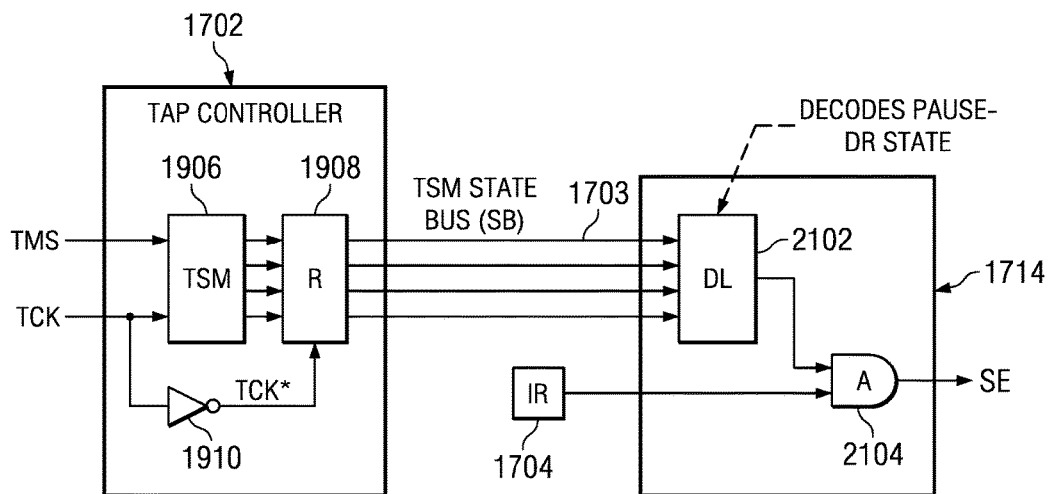 1702
TAP CONTROLLER
DECODES PAUSE-
DR STATE
1906
1908
TSM STATE
BUS (SB)
1703
TMS
TSM
R
DL
2102
1714
TCK
TCK*
1910
IR
1704
A
SE
2104